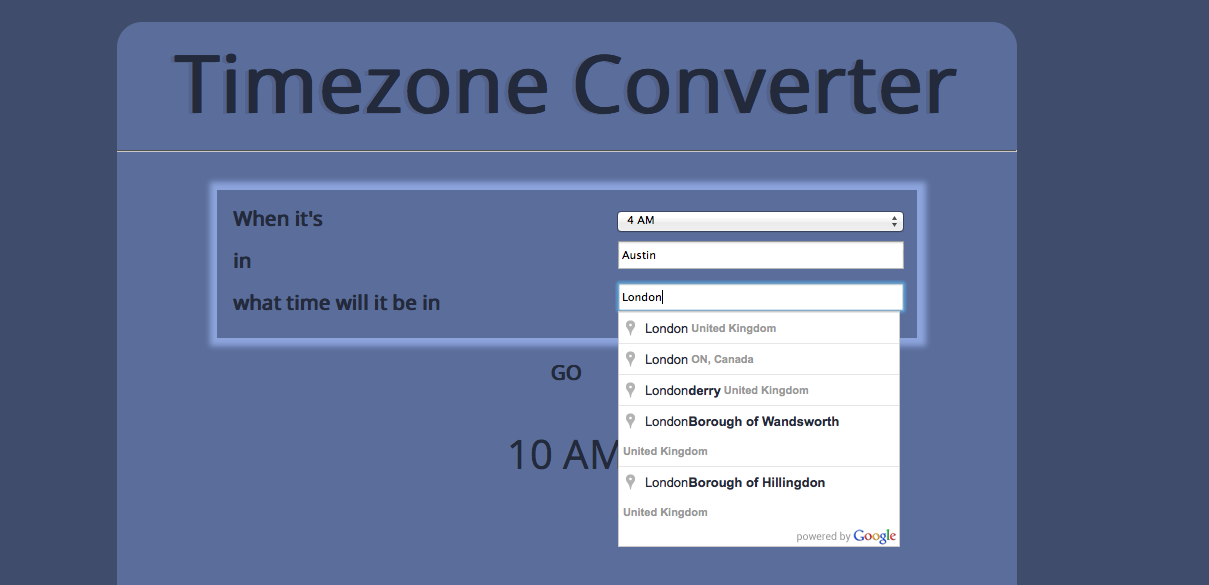 Timezone Converter
When it's
4 AM
in
Austin
what time will it be in
London
London United Kingdom
London ON, Canada
Londonderry United Kingdom
LondonBorough of Wandsworth
United Kingdom
LondonBorough of Hillingdon
United Kingdom
powered by Google
GO
10 AM